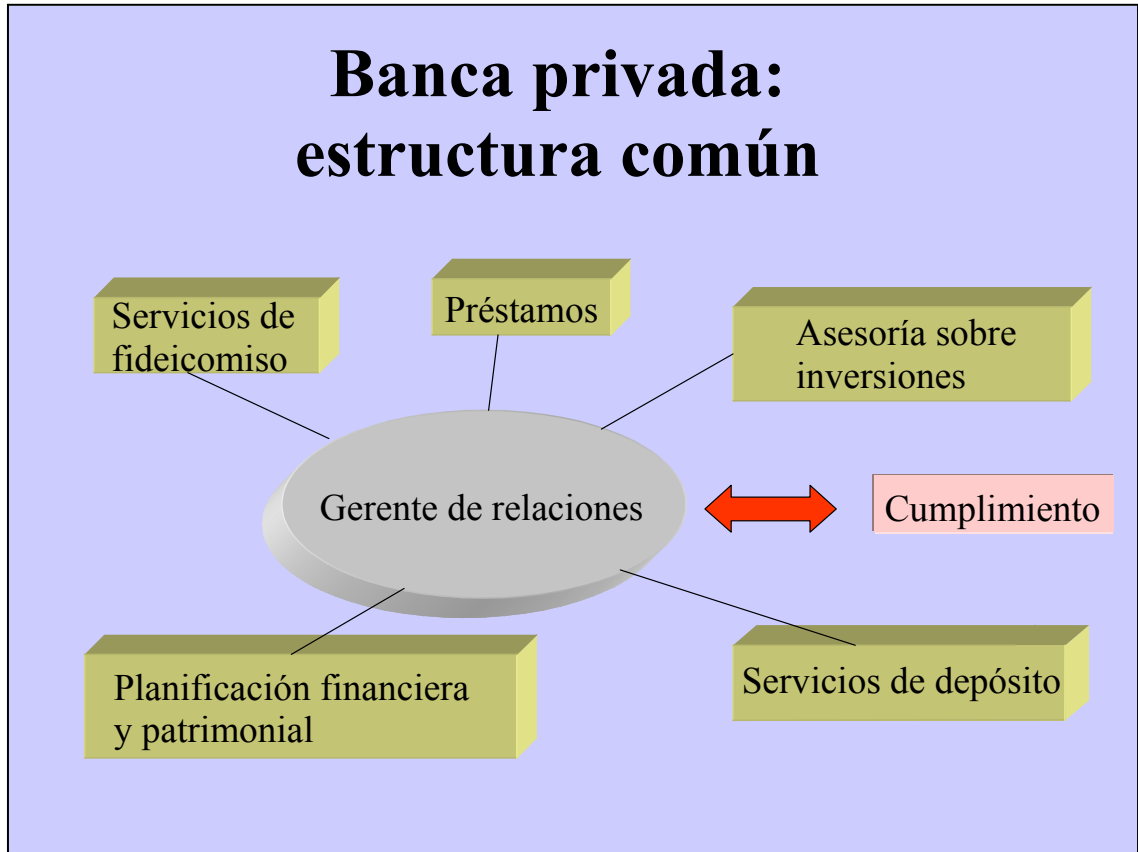 Banca privada:
estructura común
Servicios de
fideicomiso
Préstamos
Asesoría sobre
inversiones
Gerente de relaciones
Cumplimiento
Planificación financiera
y patrimonial
Servicios de depósito